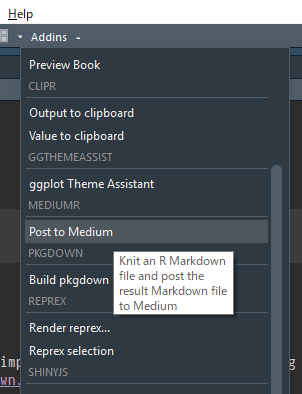 Help
Addins
Preview Book
CLIPR
Output to clipboard
Value to clipboard
GGTHEMEASSIST
ggplot Theme Assistant
MEDIUMR
Post to Medium
PKGDOWN
Knit an R Markdown
file and post the
result Markdown file
to Medium
Build pkgdown
REPREX
Render reprex...
Reprex selection
SHINYJS